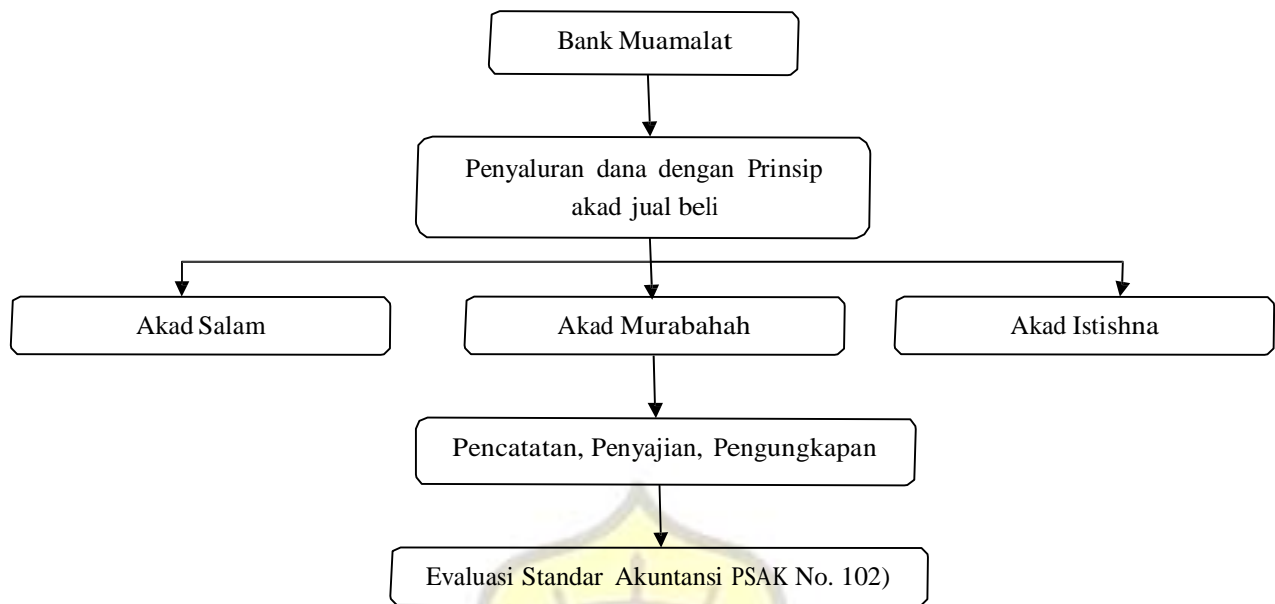 Bank Muamalat
Penyaluran dana dengan Prinsip
akad jual beli
Akad Salam
Akad Murabahah
Akad Istishna
Pencatatan, Penyajian, Pengungkapan
Evaluasi Standar Akuntansi PSAK No. 102)